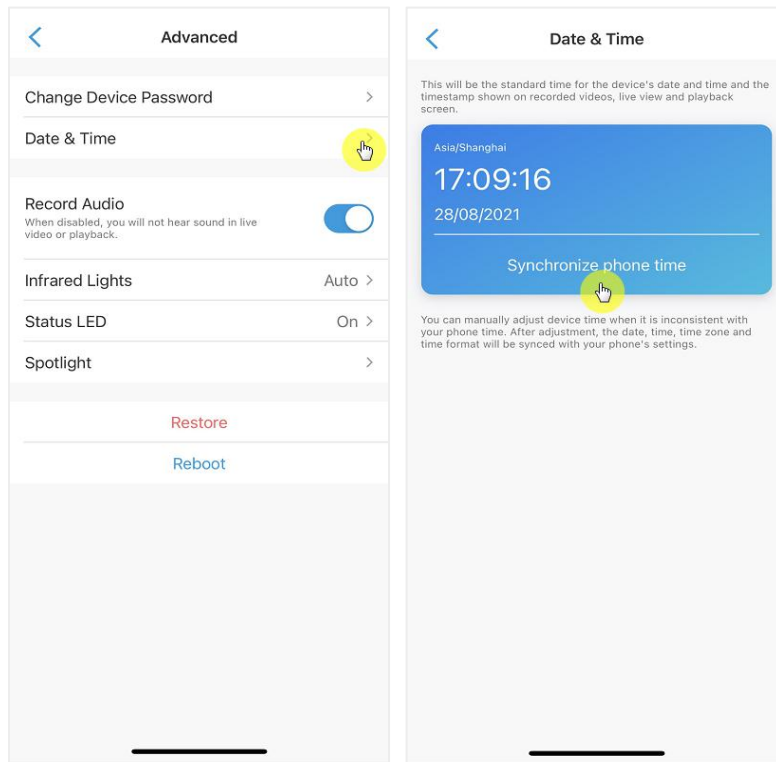 Advanced
Change Device Password
Date & Time
Record Audio
When disabled, you will not hear sound in live
video or playback.
Infrared Lights Auto
Status LED On
Spotlight
Restore
Reboot
Date & Time
This will be the standard time for the device's date and time and the
timestamp shown on recorded videos, live view and playback
screen.
Asia/Shanghai
17:09:16
28/08/2021
Synchronize phone time
You can manually adjust device time when it is inconsistent with
your phone time. After adjustment, the date, time, time zone and
time format will be synced with your phone's settings.